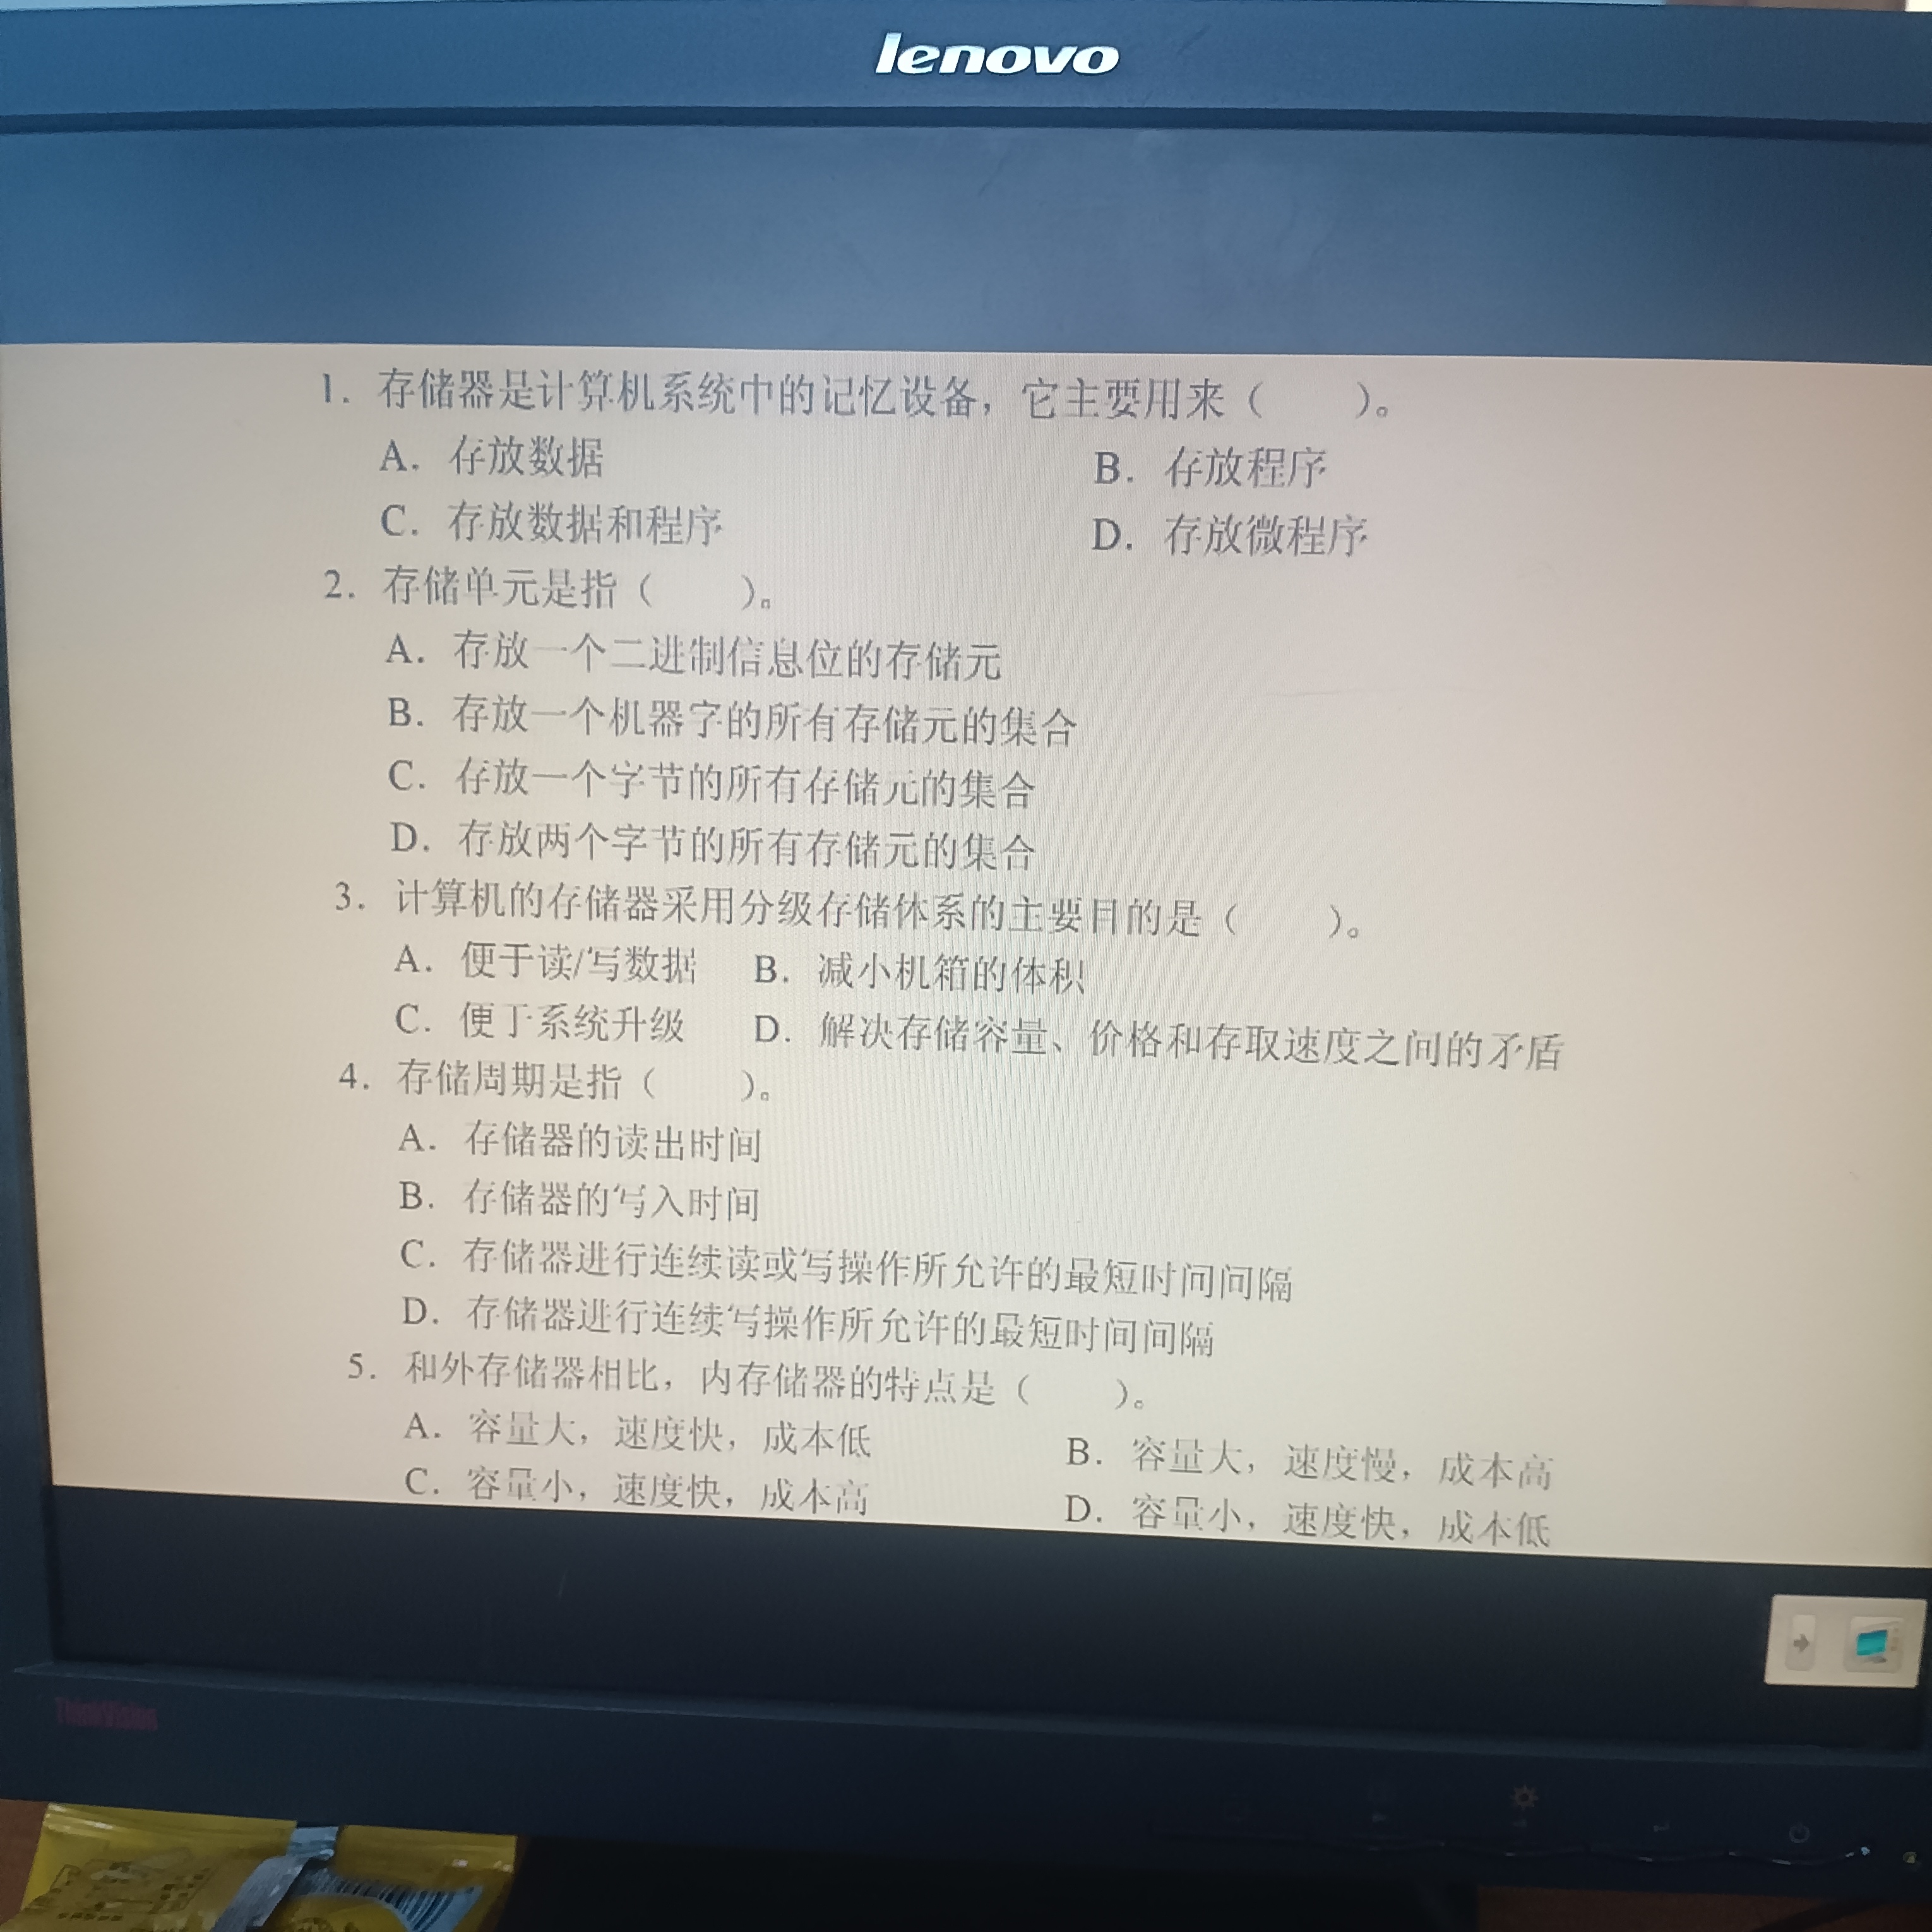 lenovo
1. 存储器是计算机系统中的记忆设备，它主要用来（　　）。
A. 存放数据　　B. 存放程序
C. 存放数据和程序　　D. 存放微程序
2. 存储单元是指（　　）。
A. 存放一个二进制信息位的存储元
B. 存放一个机器字的所有存储元的集合
C. 存放一个字节的所有存储元的集合
D. 存放两个字节的所有存储元的集合
3. 计算机的存储器采用分级存储体系的主要目的是（　　）。
A. 便于读/写数据　　B. 减小机箱的体积
C. 便于系统升级　　D. 解决存储容量、价格和存取速度之间的矛盾
4. 存储周期是指（　　）。
A. 存储器的读出时间
B. 存储器的写入时间
C. 存储器进行连续读或写操作所允许的最短时间间隔
D. 存储器进行连续写操作所允许的最短时间间隔
5. 和外存储器相比，内存储器的特点是（　　）。
A. 容量大，速度快，成本低　　B. 容量大，速度慢，成本高
C. 容量小，速度快，成本高　　D. 容量小，速度快，成本低
ThinkVision